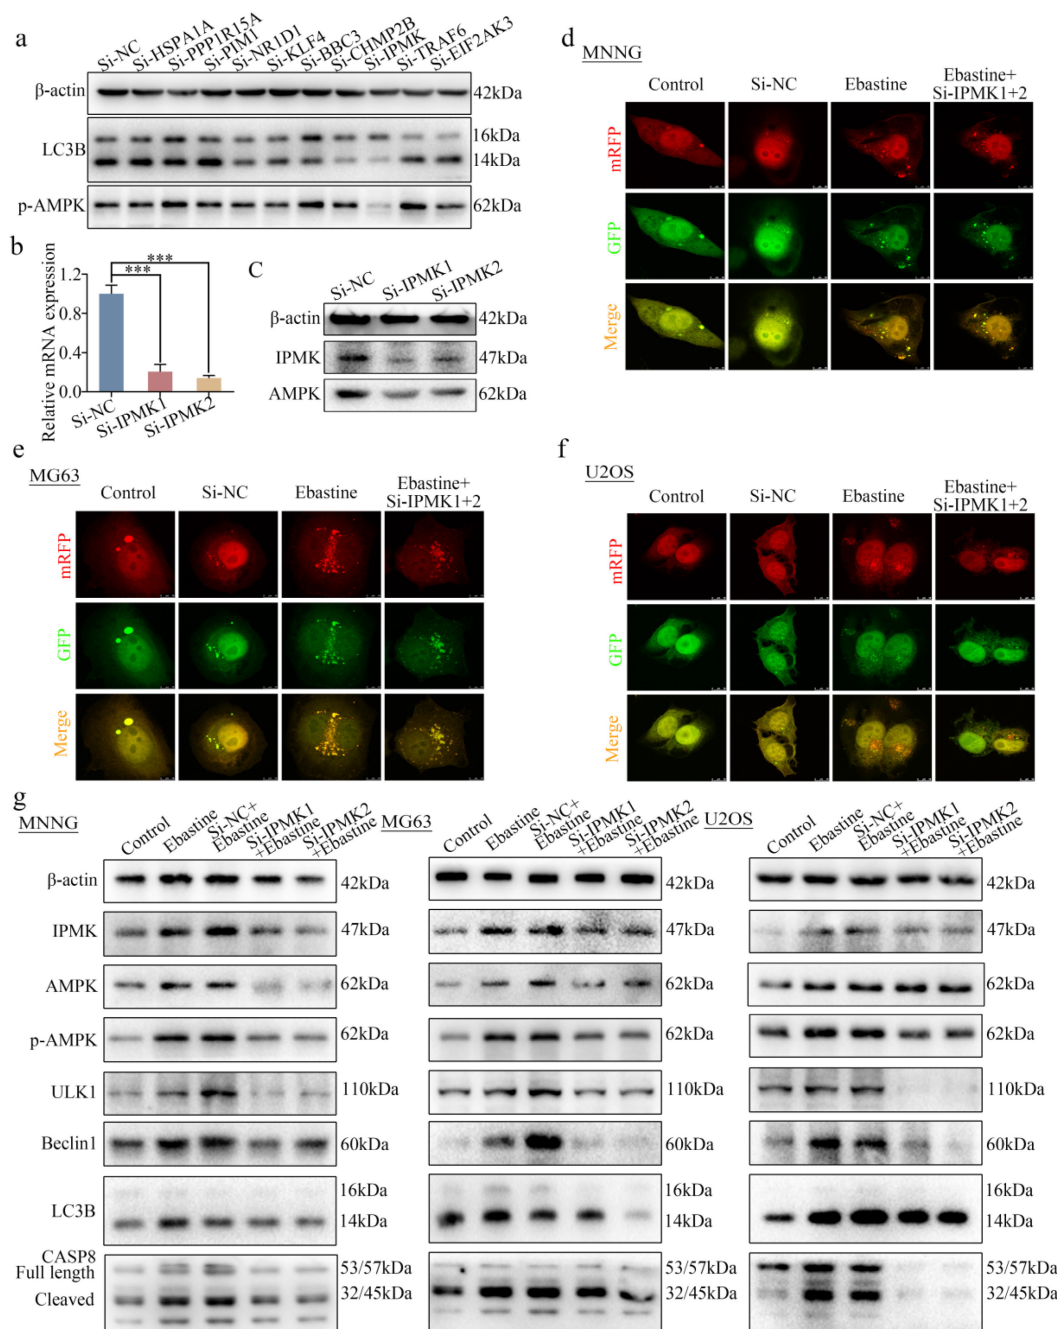 a
Si-NC Si-HSPA1A Si-PPP1R15A Si-PIM1 Si-NR1D1 Si-KLF4 Si-BBC3 Si-CHMP2B Si-IPMK Si-TRAF6 Si-EIF2AK3
β-actin 42kDa
LC3B 16kDa
14kDa
p-AMPK 62kDa
b
Relative mRNA expression
1.2
0.8
0.4
0.0
***
***
Si-NC
Si-IPMK1
Si-IPMK2
C
Si-NC Si-IPMK1 Si-IPMK2
β-actin 42kDa
IPMK 47kDa
AMPK 62kDa
d
MNNG
Control Si-NC Ebastine Ebastine+
Si-IPMK1+2
mRFP
GFP
Merge
e
MG63
Control Si-NC Ebastine Ebastine+
Si-IPMK1+2
mRFP
GFP
Merge
f
U2OS
Control Si-NC Ebastine Ebastine+
Si-IPMK1+2
mRFP
GFP
Merge
g
MNNG
Control Ebastine Si-NC+
Ebastine Si-IPMK1
+Ebastine Si-IPMK2
+Ebastine
MG63
Control Ebastine Si-NC+
Ebastine Si-IPMK1
+Ebastine Si-IPMK2
+Ebastine
U2OS
Control Ebastine Si-NC+
Ebastine Si-IPMK1
+Ebastine Si-IPMK2
+Ebastine
β-actin 42kDa 42kDa 42kDa
IPMK 47kDa 47kDa 47kDa
AMPK 62kDa 62kDa 62kDa
p-AMPK 62kDa 62kDa 62kDa
ULK1 110kDa 110kDa 110kDa
Beclin1 60kDa 60kDa 60kDa
LC3B 16kDa 16kDa 16kDa
14kDa 14kDa 14kDa
CASP8
Full length 53/57kDa 53/57kDa 53/57kDa
Cleaved 32/45kDa 32/45kDa 32/45kDa